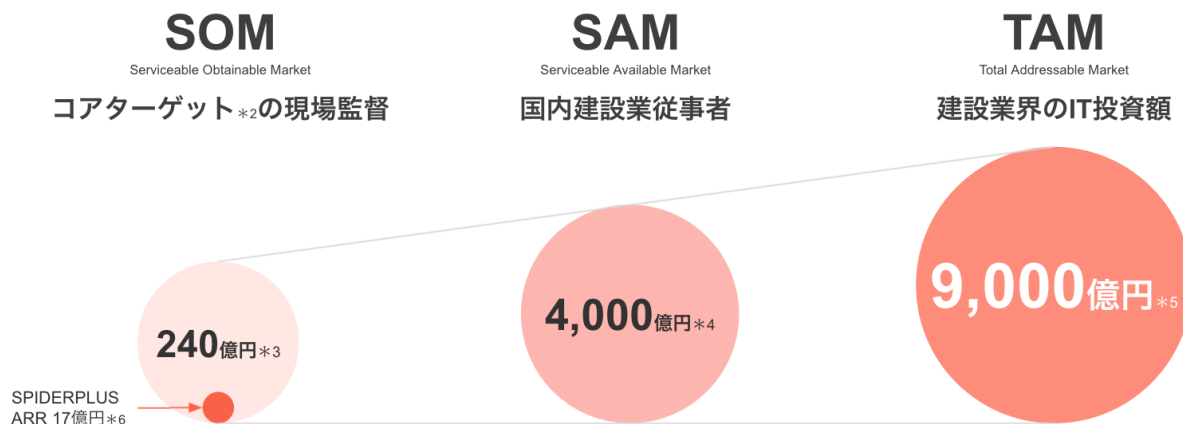 SOM
Serviceable Obtainable Market
コアターゲット＊2の現場監督
240億円＊3
SPIDERPLUS
ARR 17億円＊6
SAM
Serviceable Available Market
国内建設業従事者
4,000億円＊4
TAM
Total Addressable Market
建設業界のIT投資額
9,000億円＊5